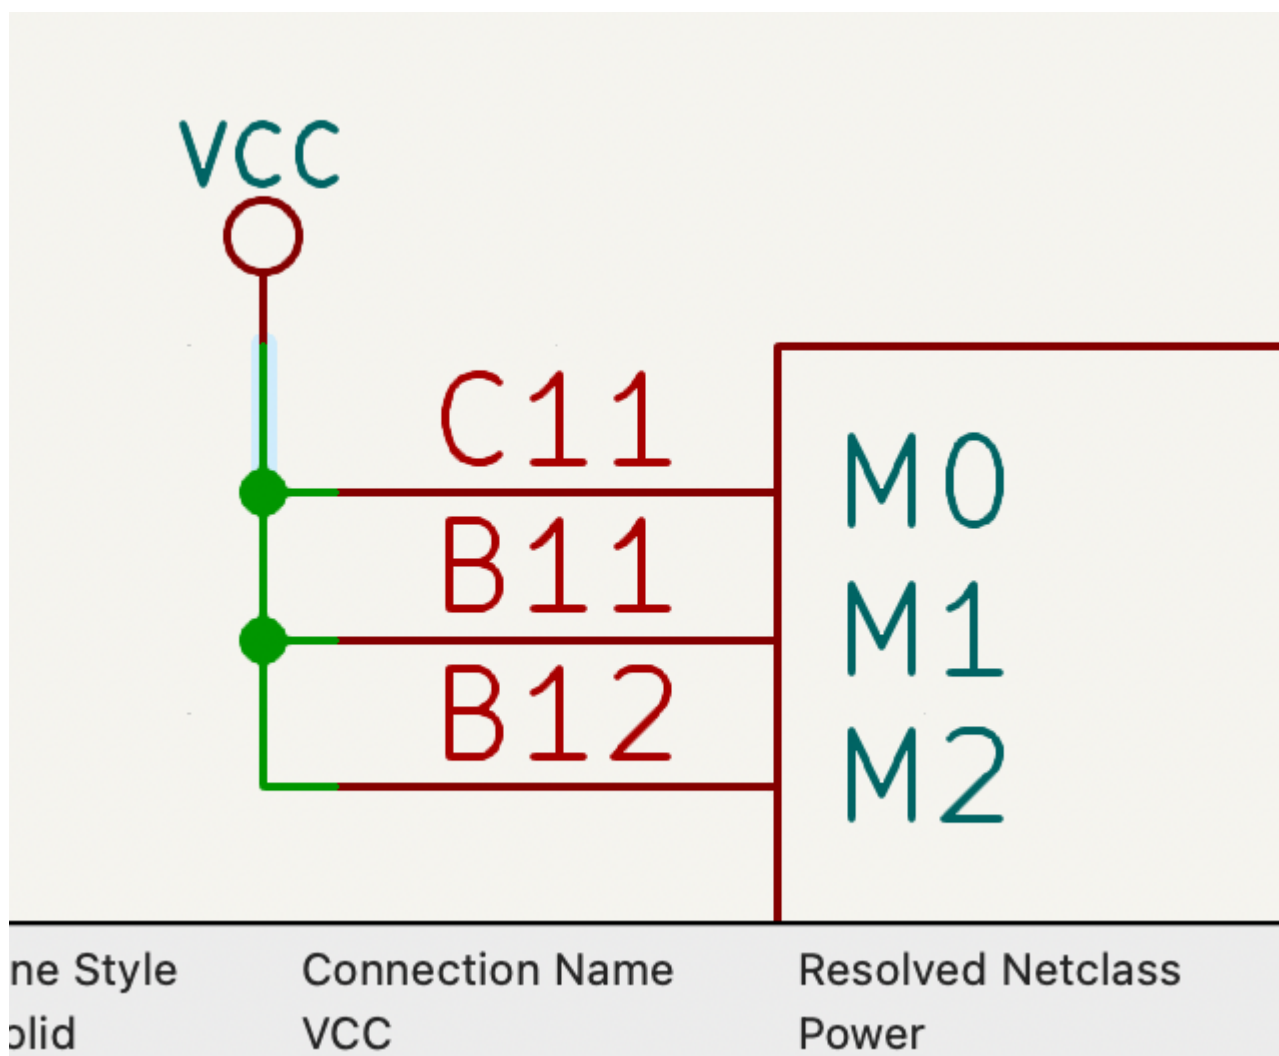 VCC
C11
M0
B11
M1
B12
M2
ne Style Connection Name Resolved Netclass
olid VCC Power